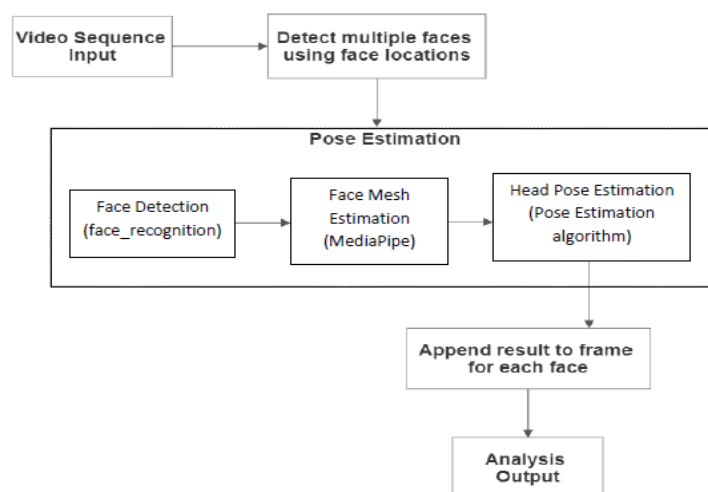 Video Sequence
Input
Detect multiple faces
using face locations
Pose Estimation
Face Detection
(face_recognition)
Face Mesh
Estimation
(MediaPipe)
Head Pose Estimation
(Pose Estimation
algorithm)
Append result to frame
for each face
Analysis
Output